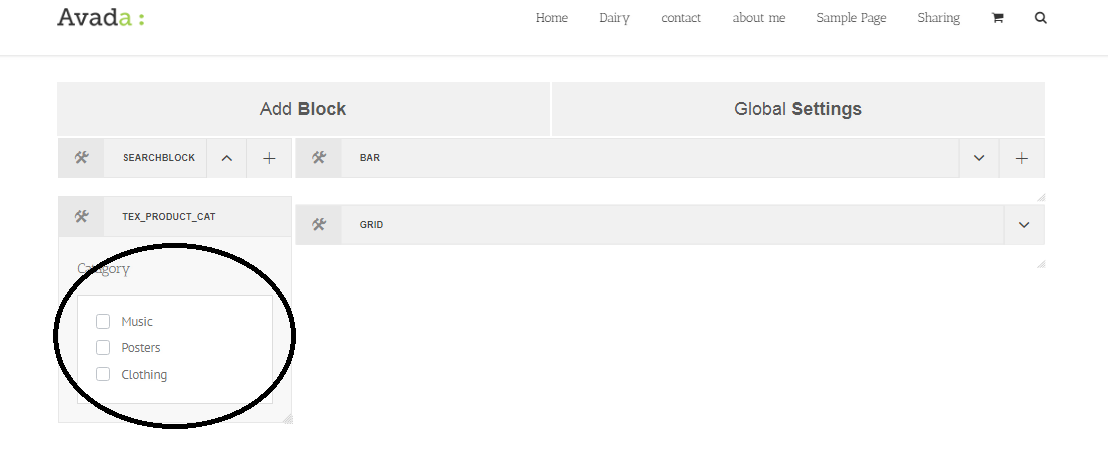 Avada :
Home Dairy contact about me Sample Page Sharing
Add Block Global Settings
SEARCHBLOCK BAR
TEX_PRODUCT_CAT
GRID
Category
Music
Posters
Clothing